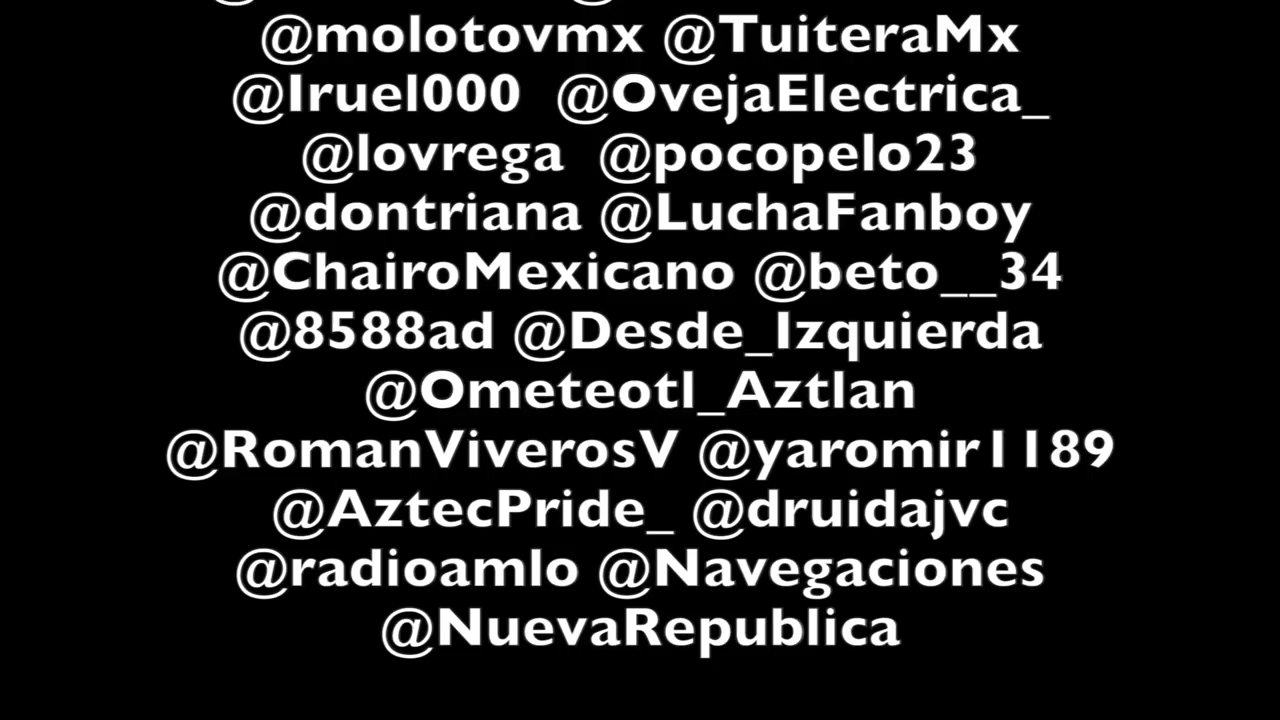 @molotovmx @TuiteraMx
@Iruel000 @OvejaElectrica_
@lovrega @pocopelo23
@dontriana @LuchaFanboy
@ChairoMexicano @beto__34
@8588ad @Desde_Izquierda
@Ometeotl_Aztlan
@RomanViverosV @yaromir1189
@AztecPride_ @druidajvc
@radioamlo @Navegaciones
@NuevaRepublica